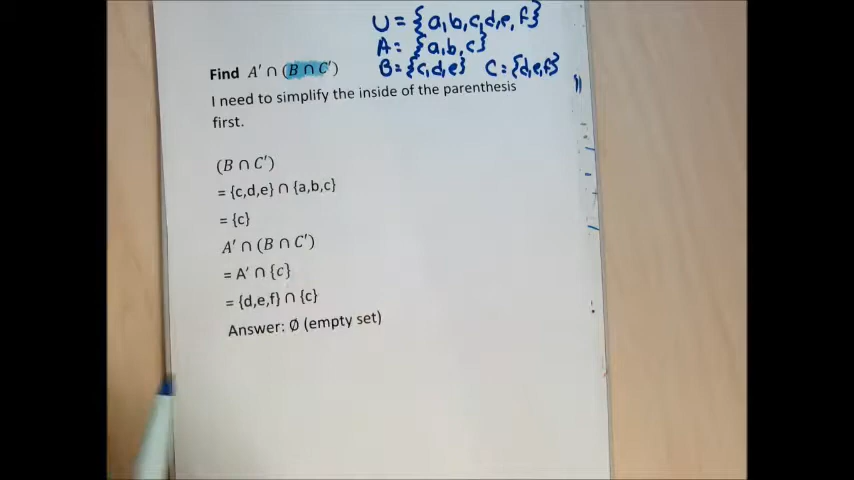 U = {a,b,c,d,e,f}
A = {a,b,c}
B = {c,d,e} C = {d,e,f}
Find A′ ∩ (B ∩ C′)
I need to simplify the inside of the parenthesis
first.
(B ∩ C′)
= {c,d,e} ∩ {a,b,c}
= {c}
A′ ∩ (B ∩ C′)
= A′ ∩ {c}
= {d,e,f} ∩ {c}
Answer: Ø (empty set)